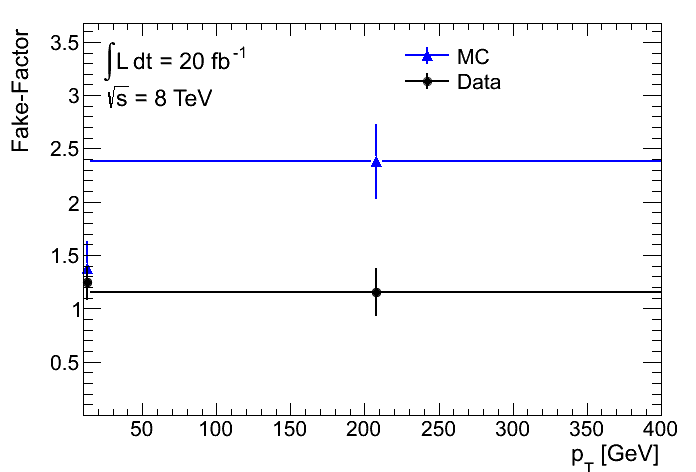 Fake-Factor
3.5
3
2.5
2
1.5
1
0.5
∫L dt = 20 fb⁻¹
√s = 8 TeV
MC
Data
50 100 150 200 250 300 350 400
p_T [GeV]